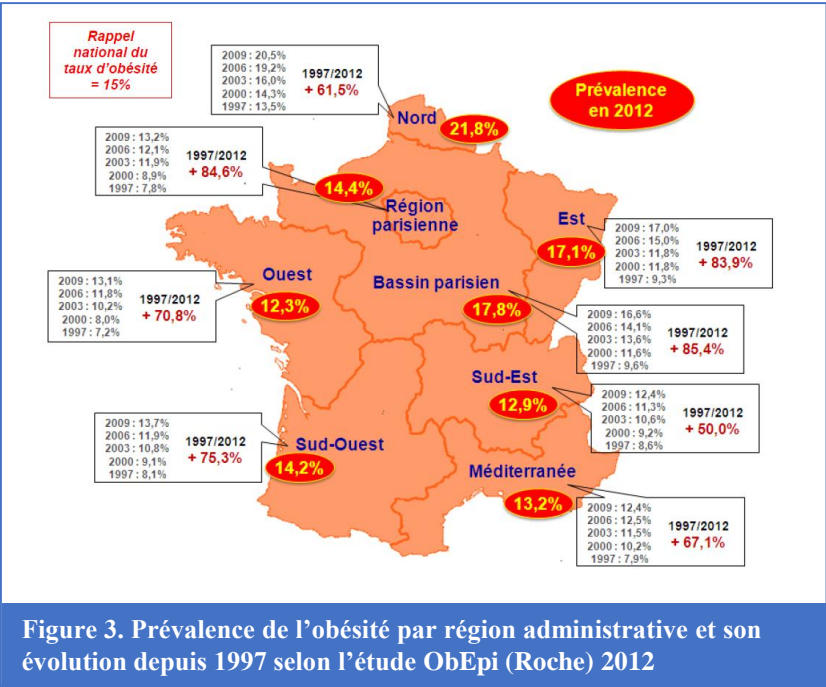 Rappel
national du
taux d'obésité
= 15%
2009 : 20,5%
2006 : 19,2%
2003 : 16,0%
2000 : 14,3%
1997 : 13,5%
1997/2012
+ 61,5%
Nord
21,8%
Prévalence
en 2012
2009 : 13,2%
2006 : 12,1%
2003 : 11,9%
2000 : 8,9%
1997 : 7,8%
1997/2012
+ 84,6%
14,4%
Région
parisienne
Est
17,1%
2009 : 17,0%
2006 : 15,0%
2003 : 11,8%
2000 : 11,8%
1997 : 9,3%
1997/2012
+ 83,9%
2009 : 13,1%
2006 : 11,8%
2003 : 10,2%
2000 : 8,0%
1997 : 7,2%
1997/2012
+ 70,8%
Ouest
12,3%
Bassin parisien
17,8%
2009 : 16,6%
2006 : 14,1%
2003 : 13,6%
2000 : 11,6%
1997 : 9,6%
1997/2012
+ 85,4%
Sud-Est
12,9%
2009 : 12,4%
2006 : 11,3%
2003 : 10,6%
2000 : 9,2%
1997 : 8,6%
1997/2012
+ 50,0%
2009 : 13,7%
2006 : 11,9%
2003 : 10,8%
2000 : 9,1%
1997 : 8,1%
1997/2012
+ 75,3%
Sud-Ouest
14,2%
Méditerranée
13,2%
2009 : 12,4%
2006 : 12,5%
2003 : 11,5%
2000 : 10,2%
1997 : 7,9%
1997/2012
+ 67,1%
Figure 3. Prévalence de l'obésité par région administrative et son
évolution depuis 1997 selon l'étude ObEpi (Roche) 2012